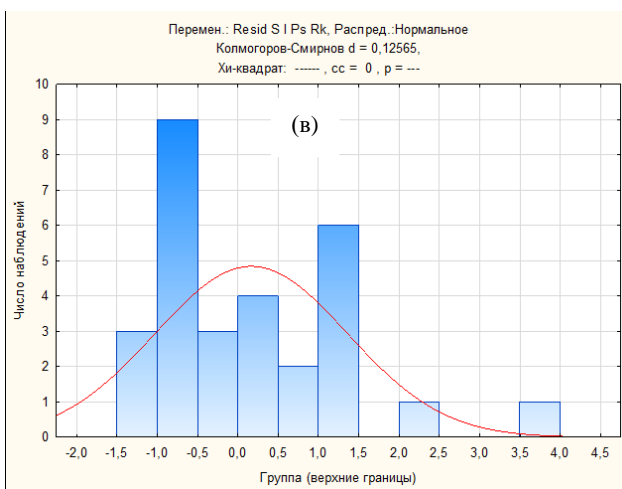 Перемен.: Resid S I Ps Rk, Распред.:Нормальное
Колмогоров-Смирнов d = 0,12565,
Хи-квадрат: ------ , сс = 0 , p = ---
(в)
10
9
8
7
6
5
4
3
2
1
0
Число наблюдений
-2,0 -1,5 -1,0 -0,5 0,0 0,5 1,0 1,5 2,0 2,5 3,0 3,5 4,0 4,5
Группа (верхние границы)